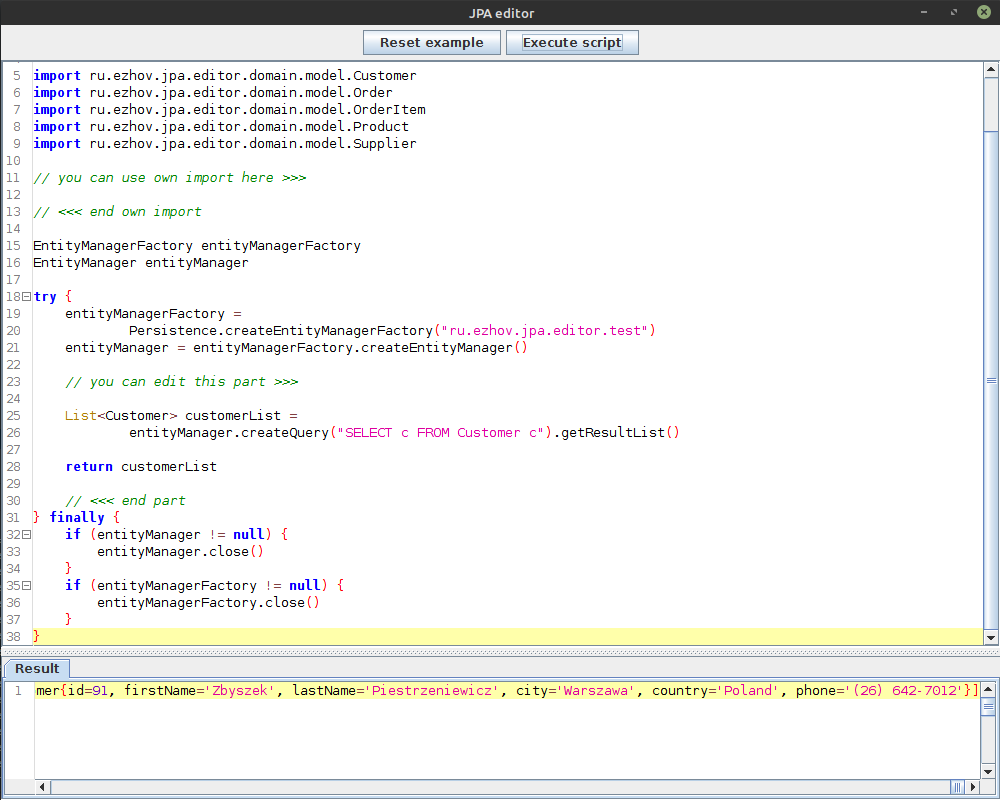 JPA editor
Reset example Execute script
5 import ru.ezhov.jpa.editor.domain.model.Customer
6 import ru.ezhov.jpa.editor.domain.model.Order
7 import ru.ezhov.jpa.editor.domain.model.OrderItem
8 import ru.ezhov.jpa.editor.domain.model.Product
9 import ru.ezhov.jpa.editor.domain.model.Supplier
10
11 // you can use own import here >>>
12
13 // <<< end own import
14
15 EntityManagerFactory entityManagerFactory
16 EntityManager entityManager
17
18 try {
19     entityManagerFactory =
20             Persistence.createEntityManagerFactory("ru.ezhov.jpa.editor.test")
21     entityManager = entityManagerFactory.createEntityManager()
22
23     // you can edit this part >>>
24
25     List<Customer> customerList =
26             entityManager.createQuery("SELECT c FROM Customer c").getResultList()
27
28     return customerList
29
30     // <<< end part
31 } finally {
32     if (entityManager != null) {
33         entityManager.close()
34     }
35     if (entityManagerFactory != null) {
36         entityManagerFactory.close()
37     }
38 }
Result
1 mer{id=91, firstName='Zbyszek', lastName='Piestrzeniewicz', city='Warszawa', country='Poland', phone='(26) 642-7012'}]